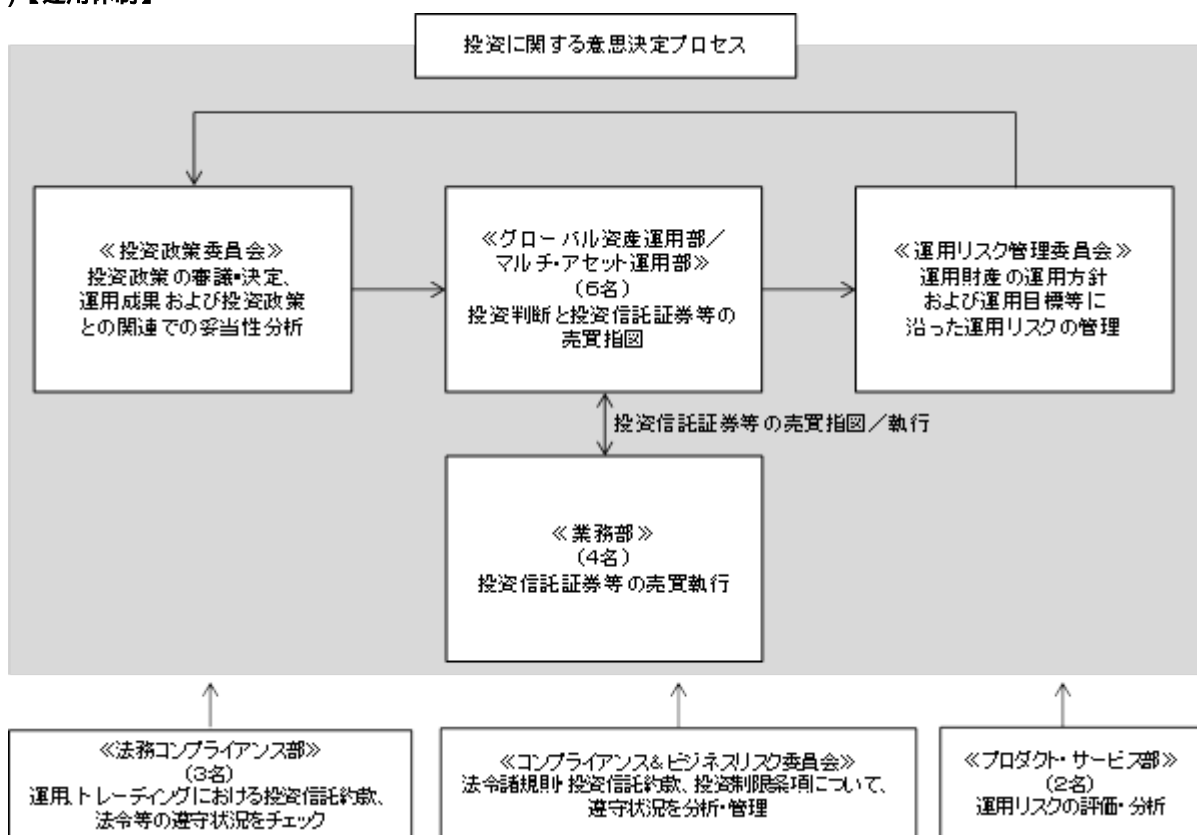 )【運用体制】
投資に関する意思決定プロセス
≪投資政策委員会≫
投資政策の審議・決定、
運用成果および投資政策
との関連での妥当性分析
≪グローバル資産運用部／
マルチ・アセット運用部≫
(6名)
投資判断と投資信託証券等の
売買指図
≪運用リスク管理委員会≫
運用財産の運用方針
および運用目標等に
沿った運用リスクの管理
投資信託証券等の売買指図／執行
≪業務部≫
(4名)
投資信託証券等の売買執行
≪法務コンプライアンス部≫
(3名)
運用、トレーディングにおける投資信託約款、
法令等の遵守状況をチェック
≪コンプライアンス&ビジネスリスク委員会≫
法令諸規則、投資信託約款、投資制限条項について、
遵守状況を分析・管理
≪プロダクト・サービス部≫
(2名)
運用リスクの評価・分析